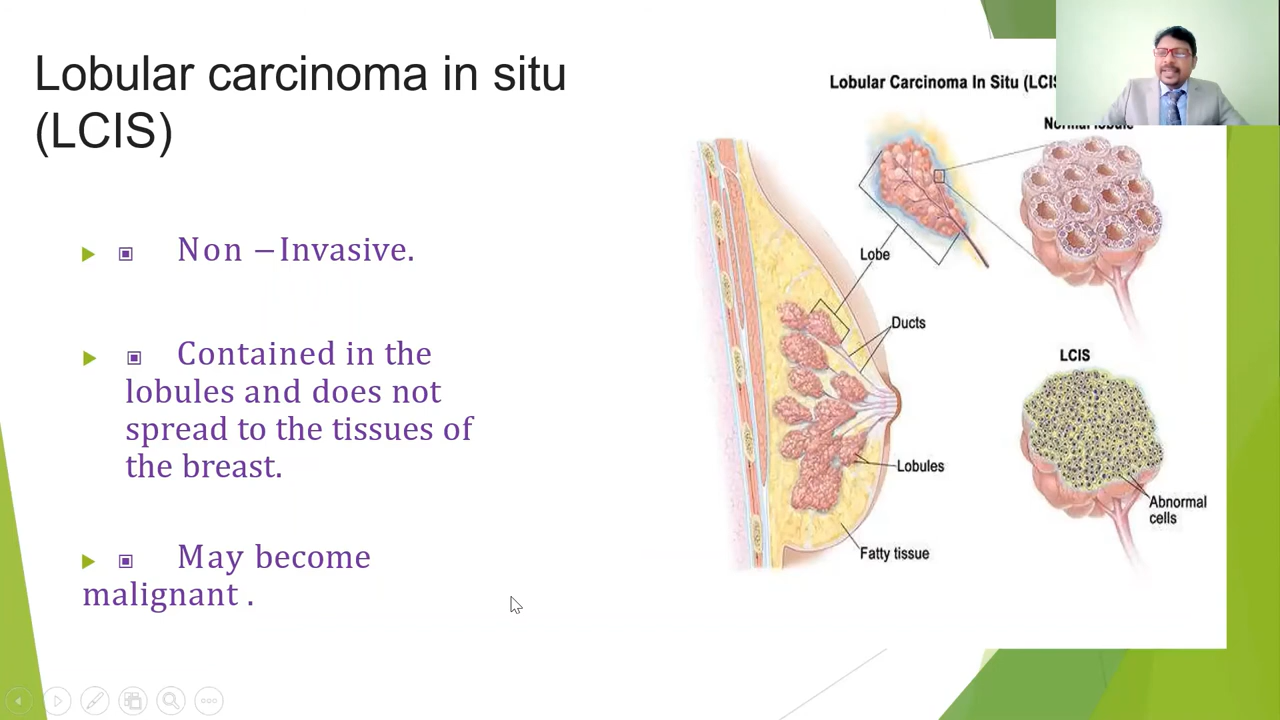 Lobular carcinoma in situ
(LCIS)
Non – Invasive.
Contained in the
lobules and does not
spread to the tissues of
the breast.
May become
malignant .
Lobular Carcinoma In Situ (LCIS
Normal lobule
Lobe
Ducts
LCIS
Lobules
Abnormal
cells
Fatty tissue